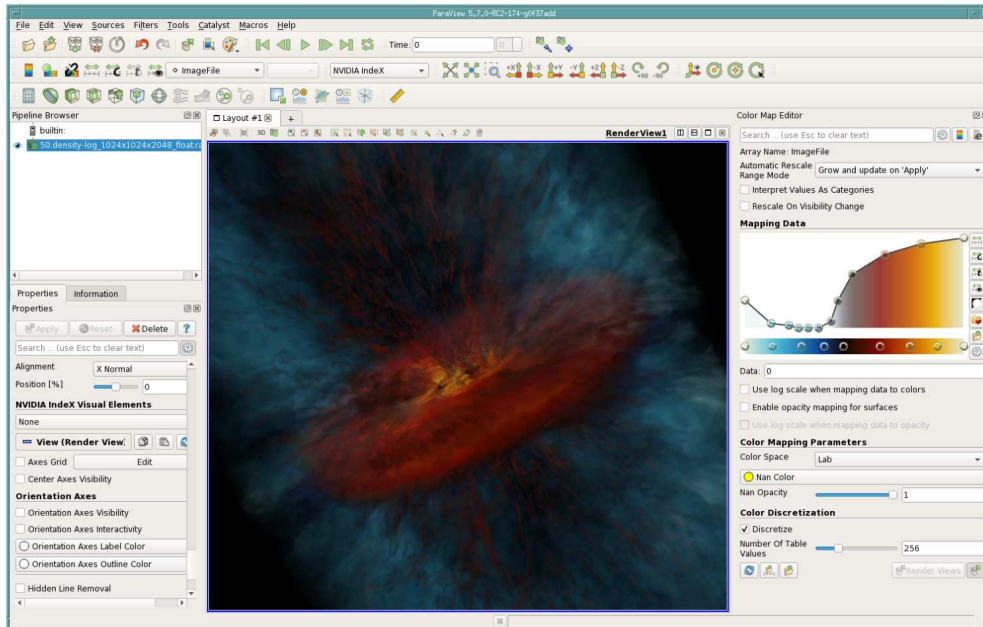 ParaView 5.7.0-RC2-174-g0f37add
File Edit View Sources Filters Tools Catalyst Macros Help
Time: 0 0
ImageFile NVIDIA IndeX
+X -X +Y -Y +Z -Z
Pipeline Browser
builtin:
50.density-log_1024x1024x2048_float.ra
Properties Information
Properties
Apply Reset Delete ?
Search ... (use Esc to clear text)
Alignment X Normal
Position [%] 0
NVIDIA IndeX Visual Elements
None
View (Render View)
Axes Grid Edit
Center Axes Visibility
Orientation Axes
Orientation Axes Visibility
Orientation Axes Interactivity
Orientation Axes Label Color
Orientation Axes Outline Color
Hidden Line Removal
Layout #1 +
3D RenderView1
Color Map Editor
Search ... (use Esc to clear text)
Array Name: ImageFile
Automatic Rescale
Range Mode Grow and update on 'Apply'
Interpret Values As Categories
Rescale On Visibility Change
Mapping Data
Data: 0
Use log scale when mapping data to colors
Enable opacity mapping for surfaces
Use log scale when mapping data to opacity
Color Mapping Parameters
Color Space Lab
Nan Color
Nan Opacity 1
Color Discretization
Discretize
Number Of Table
Values 256
Render Views